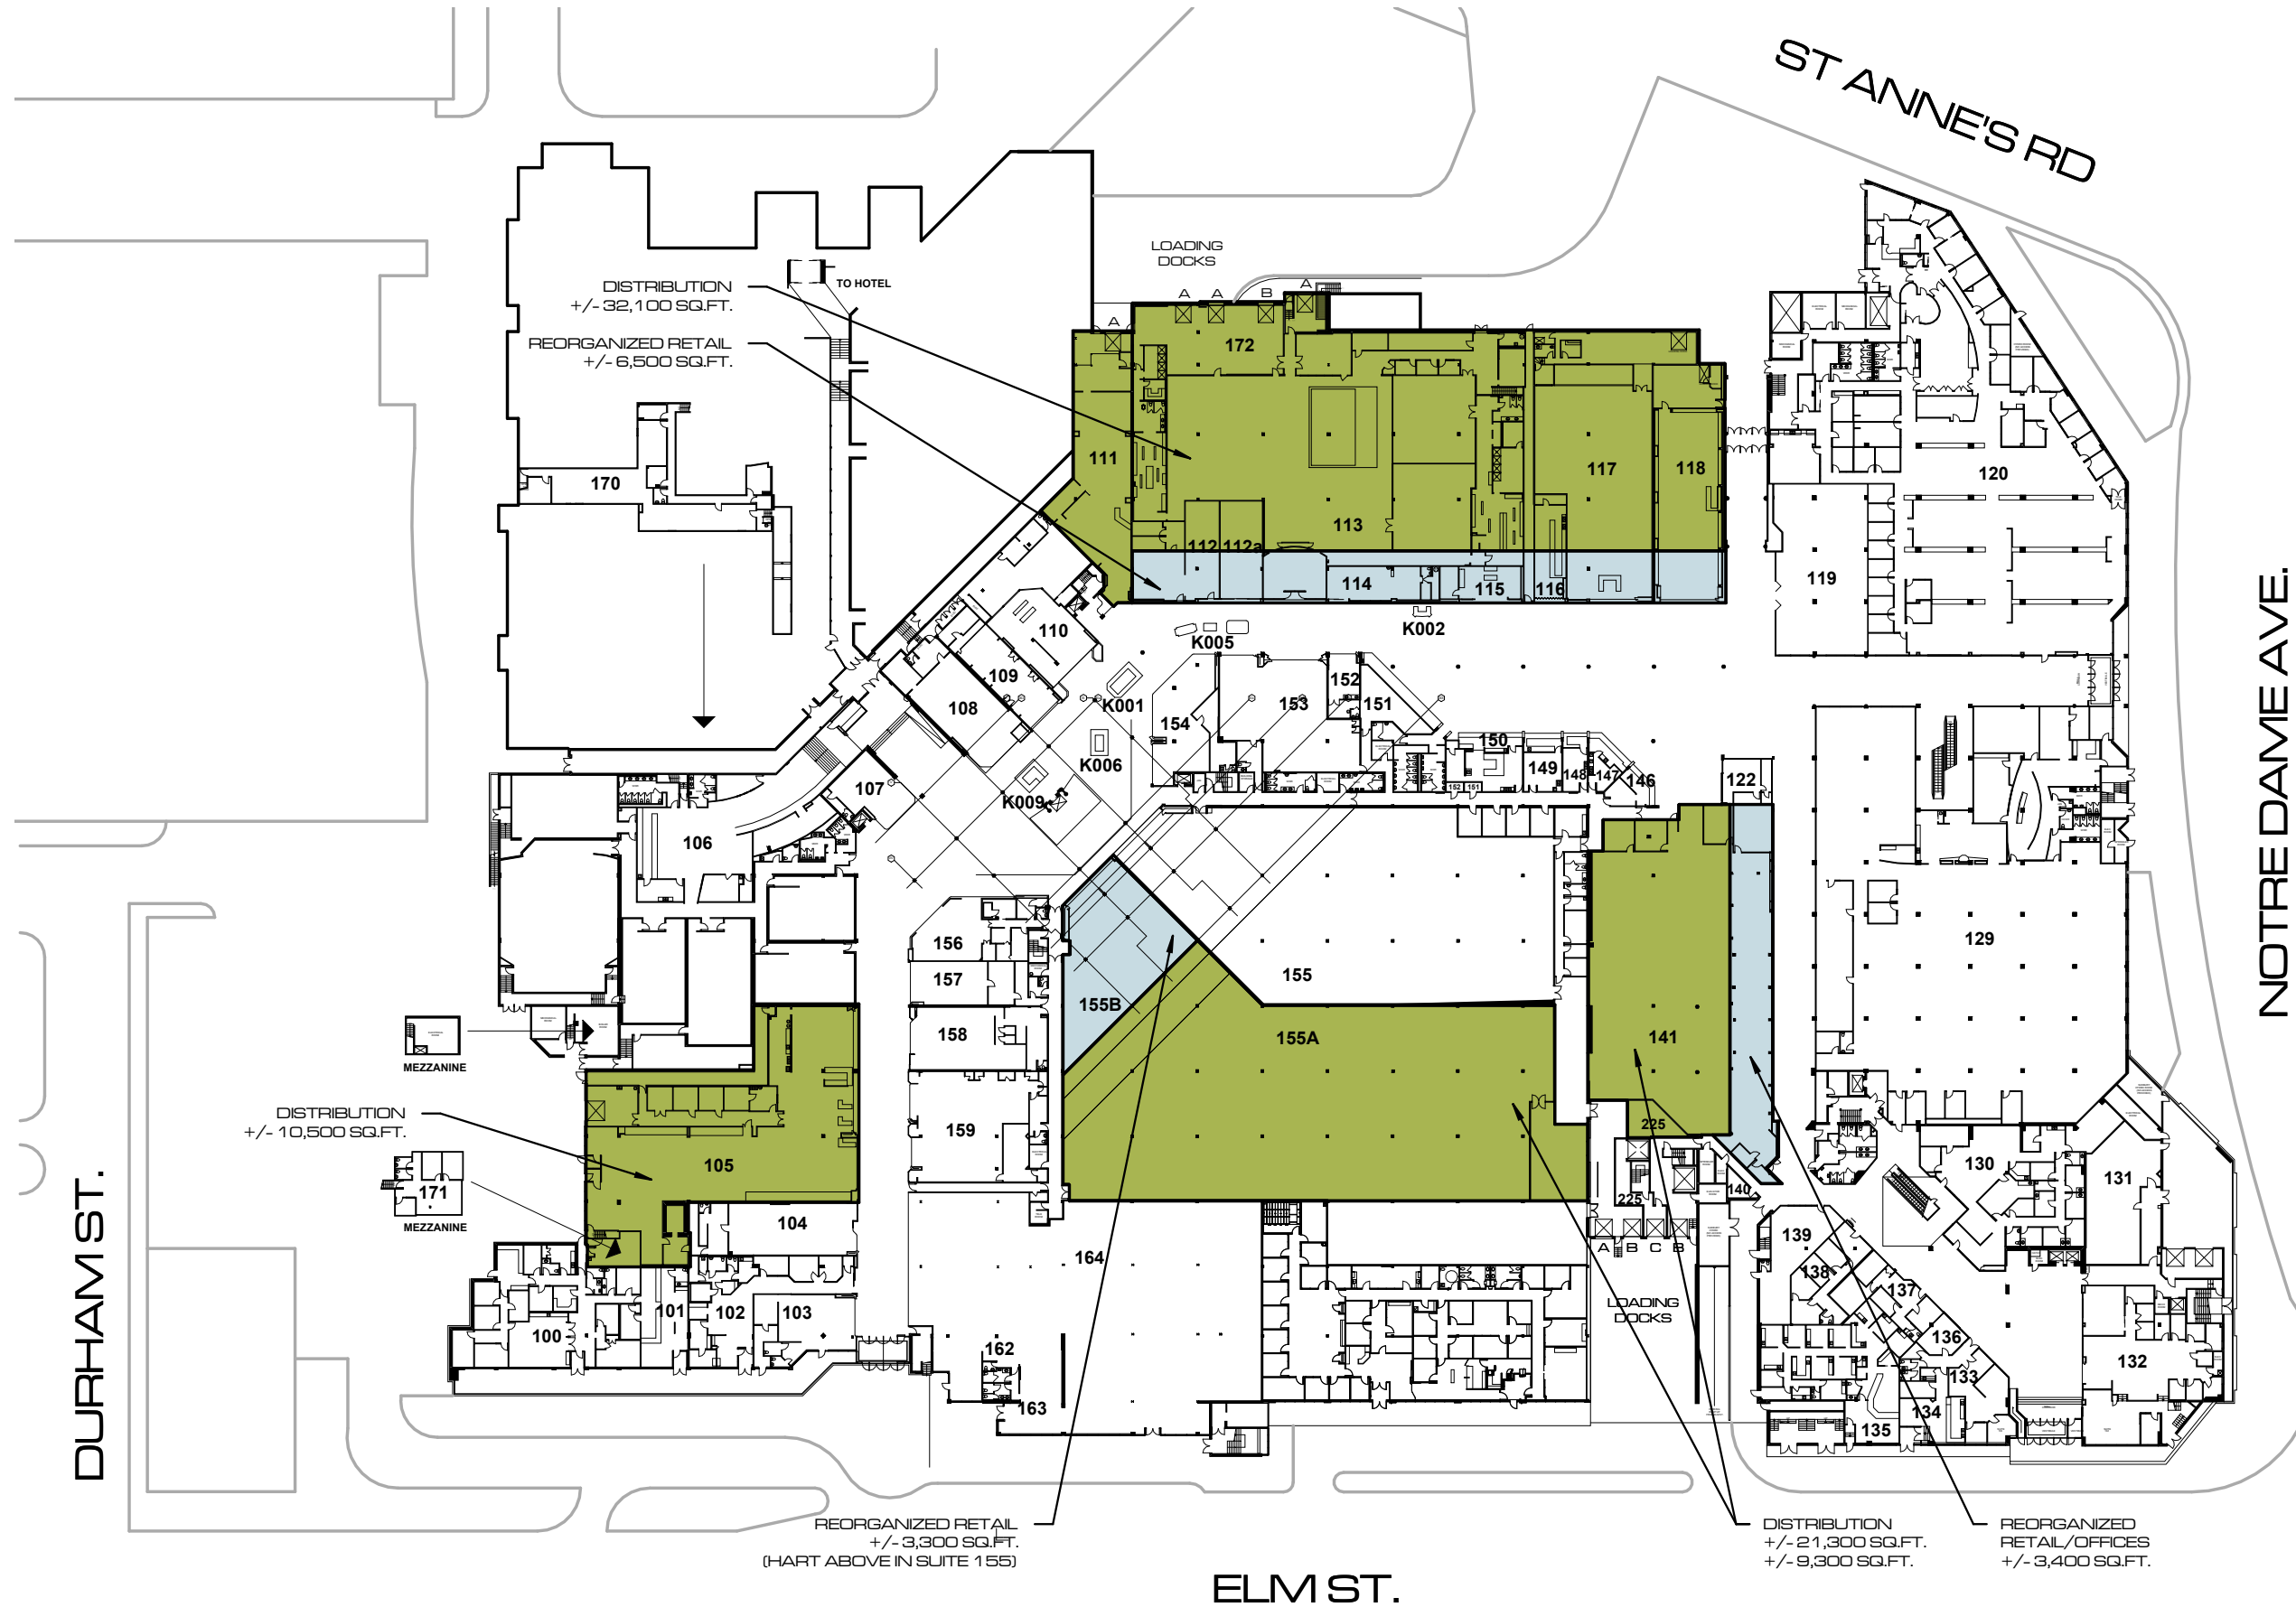 ST ANNE'S RD
LOADING
DOCKS
TO HOTEL
DISTRIBUTION
+/- 32,100 SQ.FT.
REORGANIZED RETAIL
+/- 6,500 SQ.FT.
A
A
B
A
A
172
111
117
118
170
120
113
112
112a
114
115
116
119
K002
K005
110
109
108
K001
152
151
153
154
K006
150
149
148
147
146
K009
107
122
152
151
106
156
129
157
155
155B
158
155A
141
MEZZANINE
DISTRIBUTION
+/- 10,500 SQ.FT.
159
225
105
130
131
171
MEZZANINE
140
225
104
139
A
B
C
B
164
138
137
LOADING
DOCKS
101
102
103
100
136
162
132
133
163
134
135
DURHAM ST.
NOTRE DAME AVE.
REORGANIZED RETAIL
+/- 3,300 SQ.FT.
(HART ABOVE IN SUITE 155)
DISTRIBUTION
+/- 21,300 SQ.FT.
+/- 9,300 SQ.FT.
REORGANIZED
RETAIL/OFFICES
+/- 3,400 SQ.FT.
ELM ST.